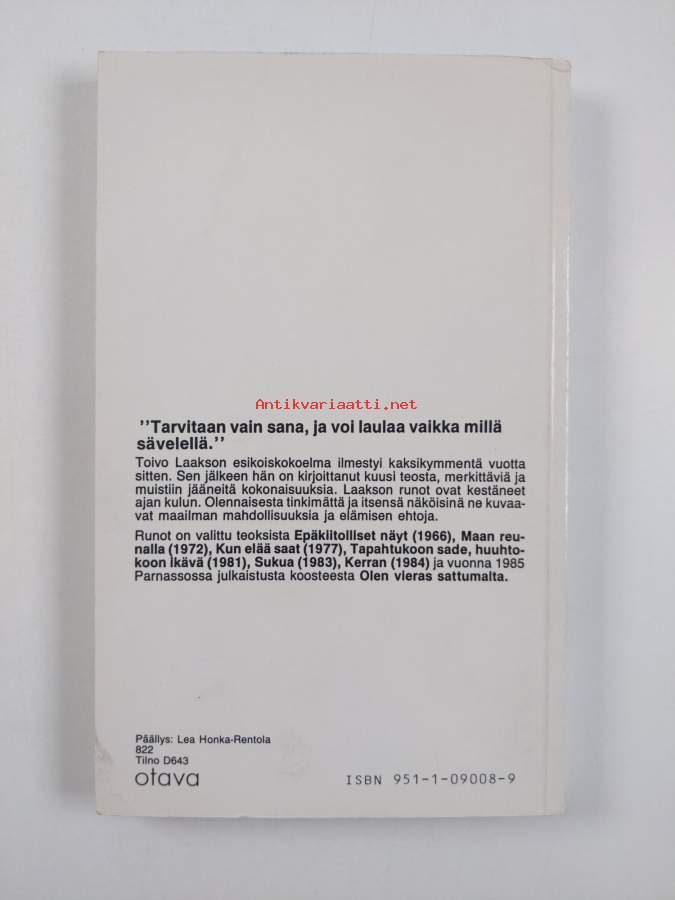 Antikvariaatti.net
"Tarvitaan vain sana, ja voi laulaa vaikka millä
sävelellä."
Toivo Laakson esikoiskokoelma ilmestyi kaksikymmentä vuotta
sitten. Sen jälkeen hän on kirjoittanut kuusi teosta, merkittäviä ja
muistiin jääneitä kokonaisuuksia. Laakson runot ovat kestäneet
ajan kulun. Olennaisesta tinkimättä ja itsensä näköisinä ne kuvaa-
vat maailman mahdollisuuksia ja elämisen ehtoja.
Runot on valittu teoksista Epäkiitolliset näyt (1966), Maan reu-
nalla (1972), Kun elää saat (1977), Tapahtukoon sade, huuhto-
koon ikävä (1981), Sukua (1983), Kerran (1984) ja vuonna 1985
Parnassossa julkaistusta koosteesta Olen vieras sattumalta.
Päällys: Lea Honka-Rentola
822
Tilno D643
otava
ISBN 951-1-09008-9